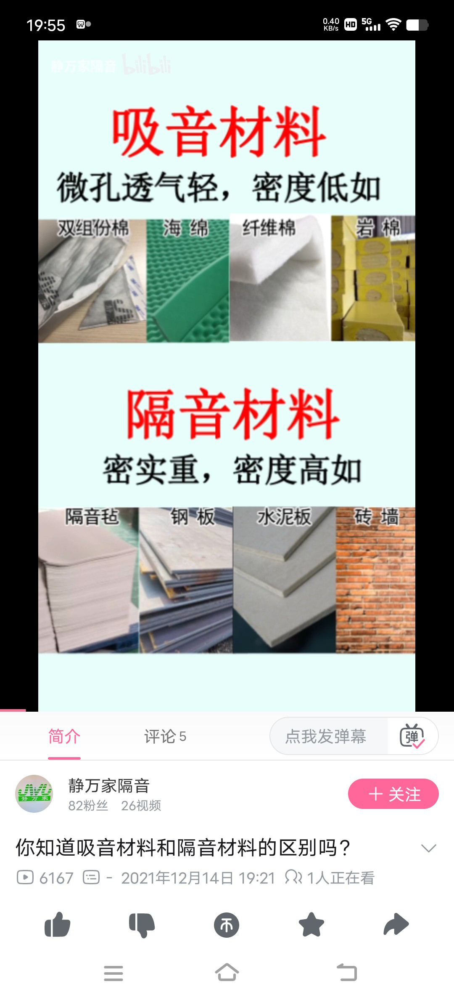 19:55
0.40 KB/s HD 5G
静万家隔音 bilibili
吸音材料
微孔透气轻，密度低如
双组份棉 海 绵 纤维棉 岩 棉
隔音材料
密实重，密度高如
隔音毡 钢 板 水泥板 砖 墙
简介 评论 5 点我发弹幕 弹
静万家隔音
82粉丝 26视频
静万家
关注
你知道吸音材料和隔音材料的区别吗？
6167 - 2021年12月14日 19:21 1人正在看